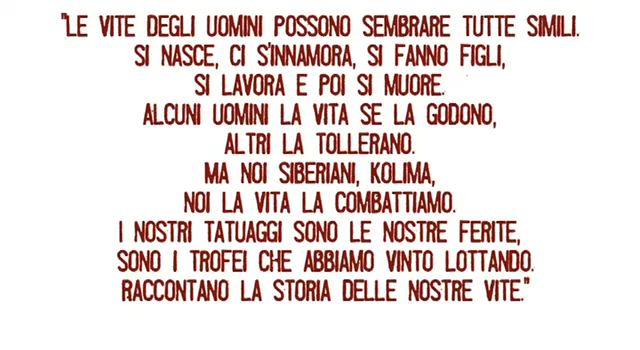 "LE VITE DEGLI UOMINI POSSONO SEMBRARE TUTTE SIMILI.
SI NASCE, CI S'INNAMORA, SI FANNO FIGLI,
SI LAVORA E POI SI MUORE.
ALCUNI UOMINI LA VITA SE LA GODONO,
ALTRI LA TOLLERANO.
MA NOI SIBERIANI, KOLIMA,
NOI LA VITA LA COMBATTIAMO.
I NOSTRI TATUAGGI SONO LE NOSTRE FERITE,
SONO I TROFEI CHE ABBIAMO VINTO LOTTANDO.
RACCONTANO LA STORIA DELLE NOSTRE VITE."